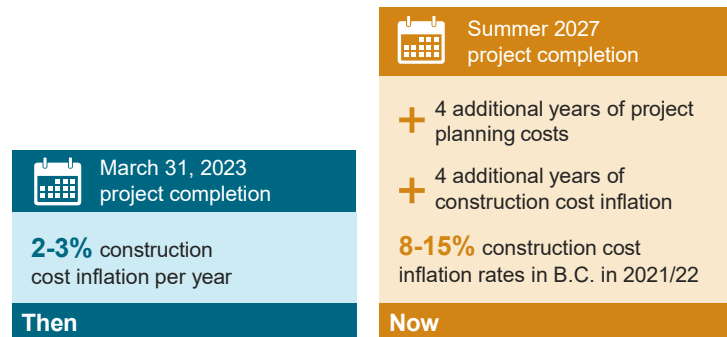 March 31, 2023
project completion
2-3% construction
cost inflation per year
Then
Summer 2027
project completion
+ 4 additional years of project
planning costs
+ 4 additional years of
construction cost inflation
8-15% construction cost
inflation rates in B.C. in 2021/22
Now